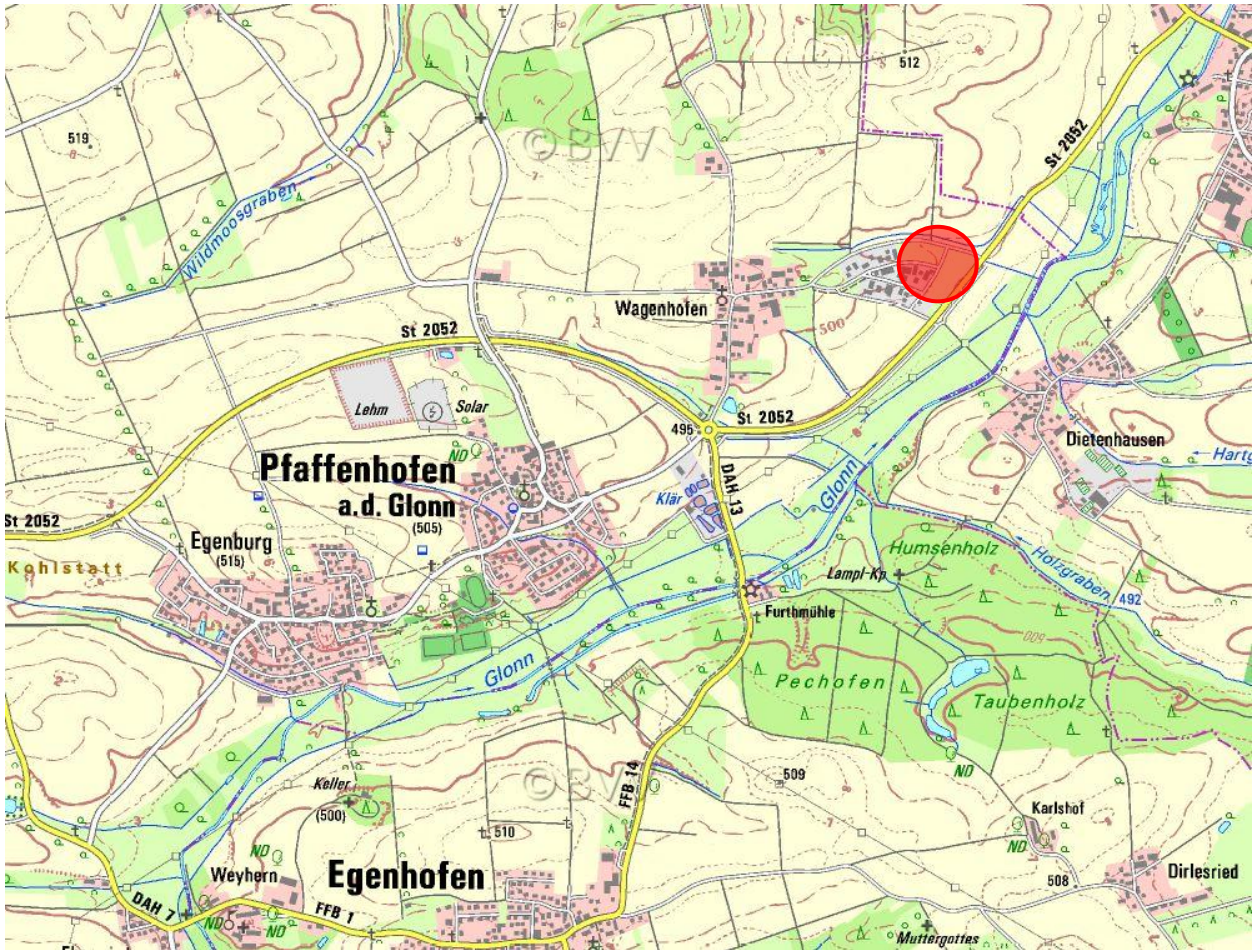 512
519
©BVV
St 2052
Wildmoosgraben
Wagenhofen
500
St 2052
Lehm
Solar
ND
495
St 2052
Dietenhausen
Pfaffenhofen
a.d. Glonn
(505)
Klär
DAH 13
Glonn
St 2052
Egenburg
(515)
Kohlstatt
Humsenholz
Lampl-Kp
Holzgraben
492
Furthmühle
500
Glonn
Pechofen
Taubenholz
ND
Keller
(500)
©BVV
509
FFB 14
Karlshof
ND
510
508
Dirlesried
ND
Weyhern
Egenhofen
DAH 7
ND
ND
FFB 1
Muttergottes